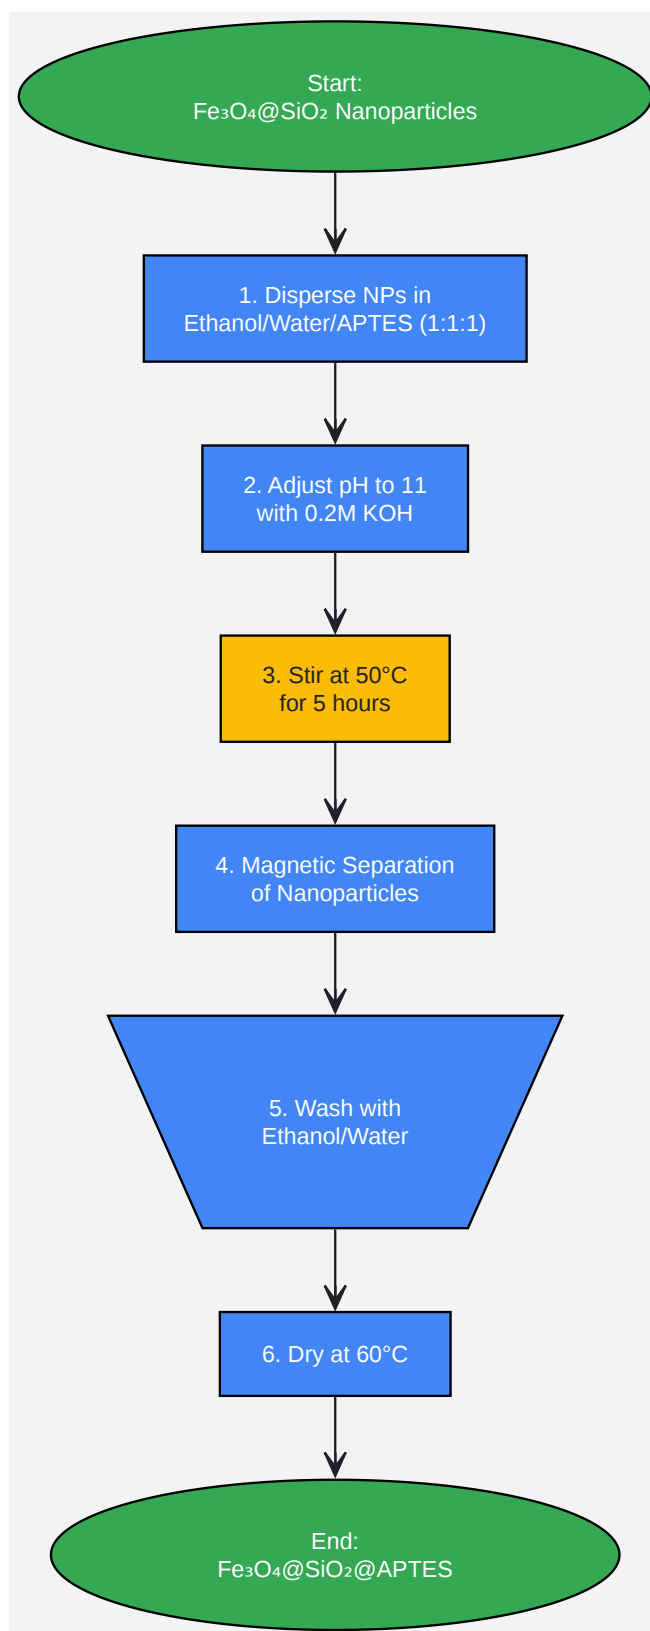 Start:
Fe₃O₄@SiO₂ Nanoparticles
1. Disperse NPs in
Ethanol/Water/APTES (1:1:1)
2. Adjust pH to 11
with 0.2M KOH
3. Stir at 50°C
for 5 hours
4. Magnetic Separation
of Nanoparticles
5. Wash with
Ethanol/Water
6. Dry at 60°C
End:
Fe₃O₄@SiO₂@APTES